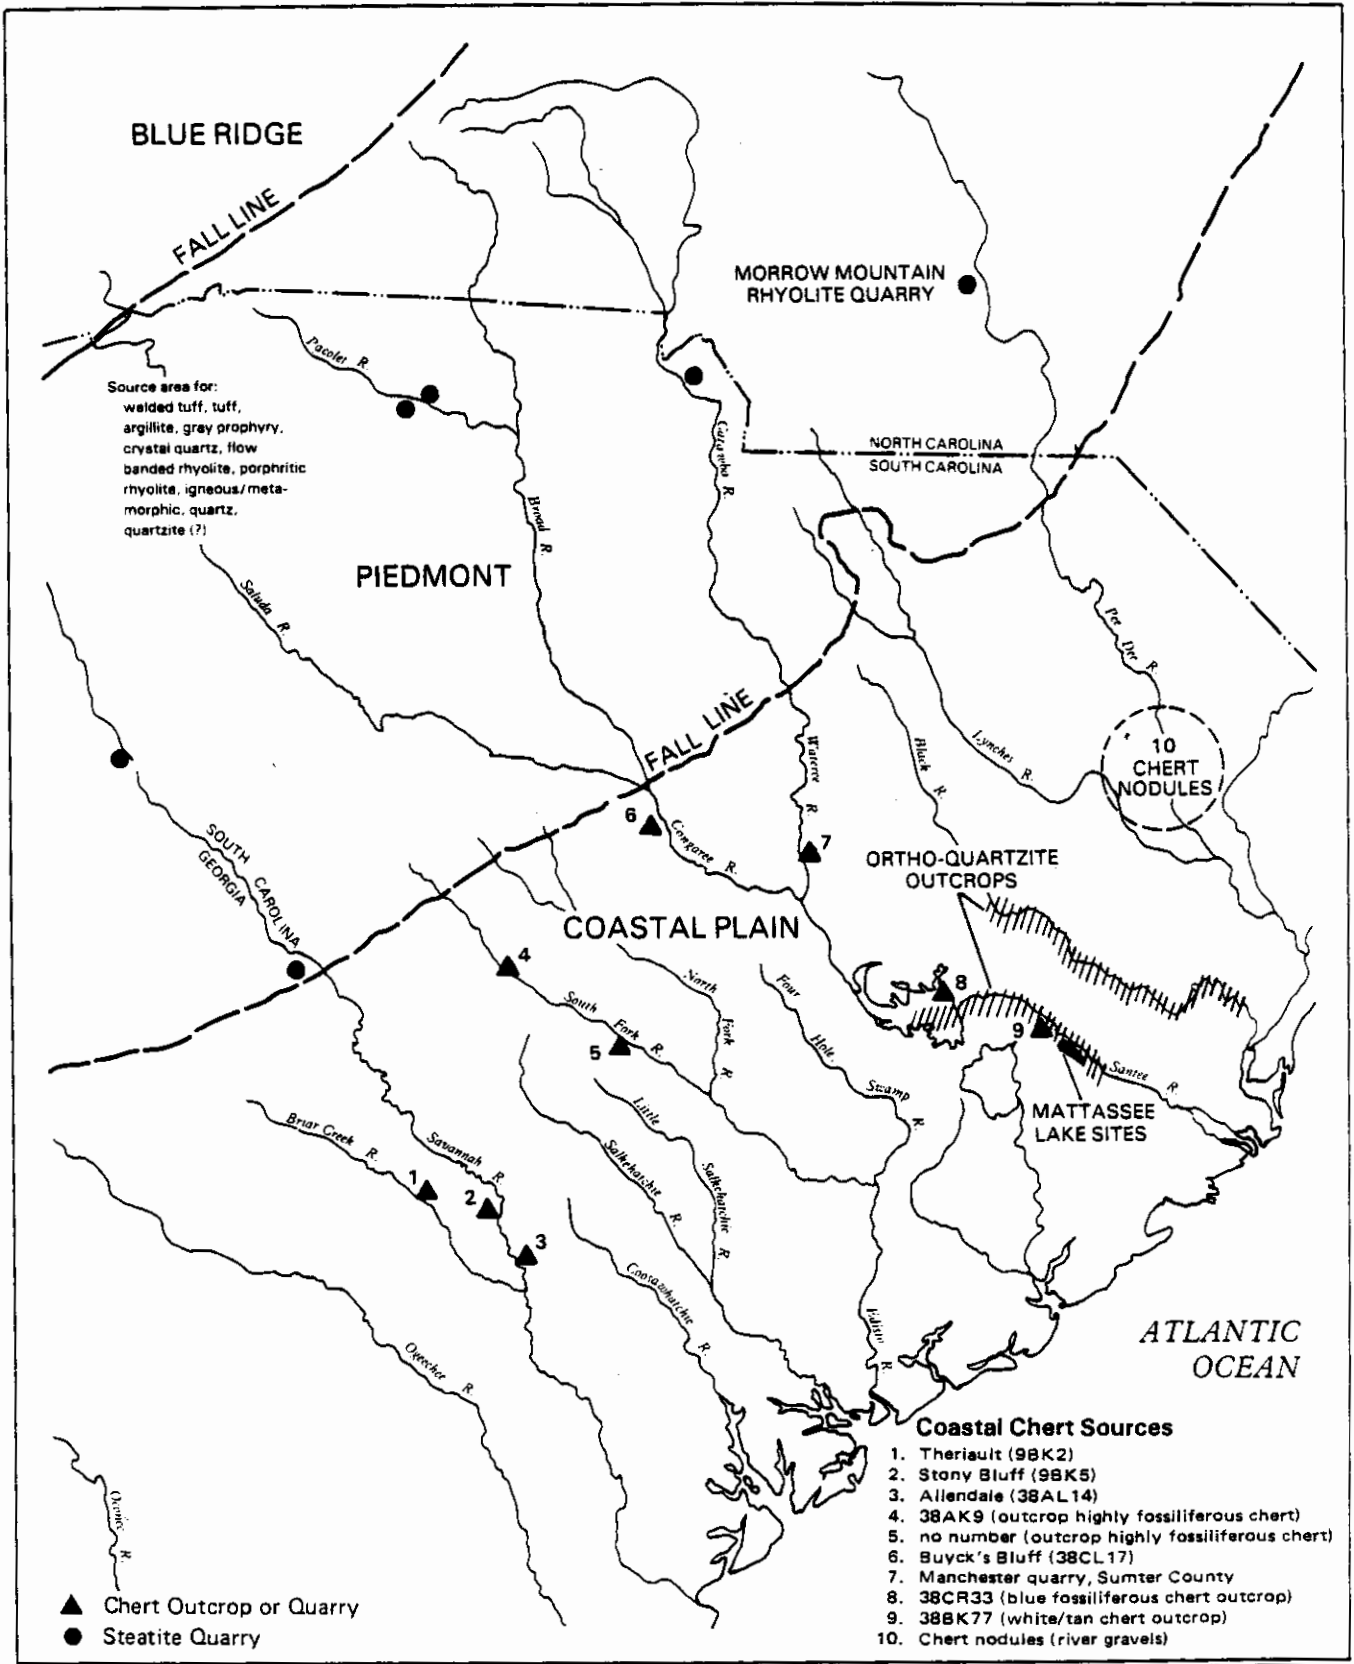 BLUE RIDGE
FALL LINE
MORROW MOUNTAIN
RHYOLITE QUARRY
Pacolet R.
Source area for:
welded tuff, tuff,
argillite, gray prophyry,
crystal quartz, flow
banded rhyolite, porphritic
rhyolite, igneous/meta-
morphic, quartz,
quartzite (?)
Catawba R.
NORTH CAROLINA
SOUTH CAROLINA
Broad R.
PIEDMONT
Saluda R.
Pee Dee R.
FALL LINE
Wateree R.
Black R.
Lynches R.
10
CHERT
NODULES
6
Congaree R.
7
SOUTH CAROLINA
GEORGIA
ORTHO-QUARTZITE
OUTCROPS
COASTAL PLAIN
4
South Fork R.
North Fork R.
Four Hole Swamp R.
8
9
5
Santee R.
MATTASSEE
LAKE SITES
Briar Creek R.
Savannah R.
Little Salkehatchie R.
Salkehatchie R.
1
2
3
Coosawhatchie R.
Edisto R.
Ogeechee R.
ATLANTIC
OCEAN
Oconee R.
Coastal Chert Sources
1. Theriault (9BK2)
2. Stony Bluff (9BK5)
3. Allendale (38AL14)
4. 38AK9 (outcrop highly fossiliferous chert)
5. no number (outcrop highly fossiliferous chert)
6. Buyck's Bluff (38CL17)
7. Manchester quarry, Sumter County
8. 38CR33 (blue fossiliferous chert outcrop)
9. 38BK77 (white/tan chert outcrop)
10. Chert nodules (river gravels)
Chert Outcrop or Quarry
Steatite Quarry